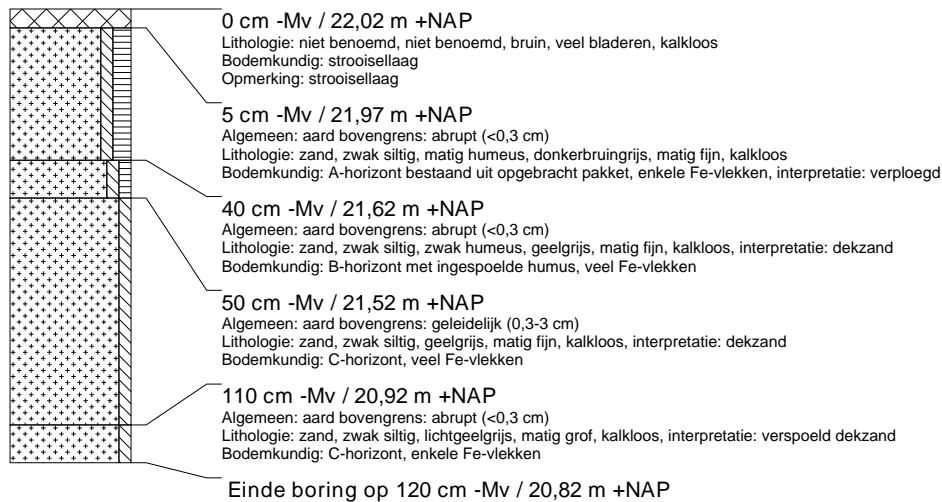 0 cm -Mv / 22,02 m +NAP
Lithologie: niet benoemd, niet benoemd, bruin, veel bladeren, kalkloos
Bodemkundig: strooisellaag
Opmerking: strooisellaag
5 cm -Mv / 21,97 m +NAP
Algemeen: aard bovengrens: abrupt (<0,3 cm)
Lithologie: zand, zwak siltig, matig humeus, donkerbruingrijs, matig fijn, kalkloos
Bodemkundig: A-horizont bestaand uit opgebracht pakket, enkele Fe-vlekken, interpretatie: verploegd
40 cm -Mv / 21,62 m +NAP
Algemeen: aard bovengrens: abrupt (<0,3 cm)
Lithologie: zand, zwak siltig, zwak humeus, geelgrijs, matig fijn, kalkloos, interpretatie: dekzand
Bodemkundig: B-horizont met ingespoelde humus, veel Fe-vlekken
50 cm -Mv / 21,52 m +NAP
Algemeen: aard bovengrens: geleidelijk (0,3-3 cm)
Lithologie: zand, zwak siltig, geelgrijs, matig fijn, kalkloos, interpretatie: dekzand
Bodemkundig: C-horizont, veel Fe-vlekken
110 cm -Mv / 20,92 m +NAP
Algemeen: aard bovengrens: abrupt (<0,3 cm)
Lithologie: zand, zwak siltig, lichtgeelgrijs, matig grof, kalkloos, interpretatie: verspoeld dekzand
Bodemkundig: C-horizont, enkele Fe-vlekken
Einde boring op 120 cm -Mv / 20,82 m +NAP